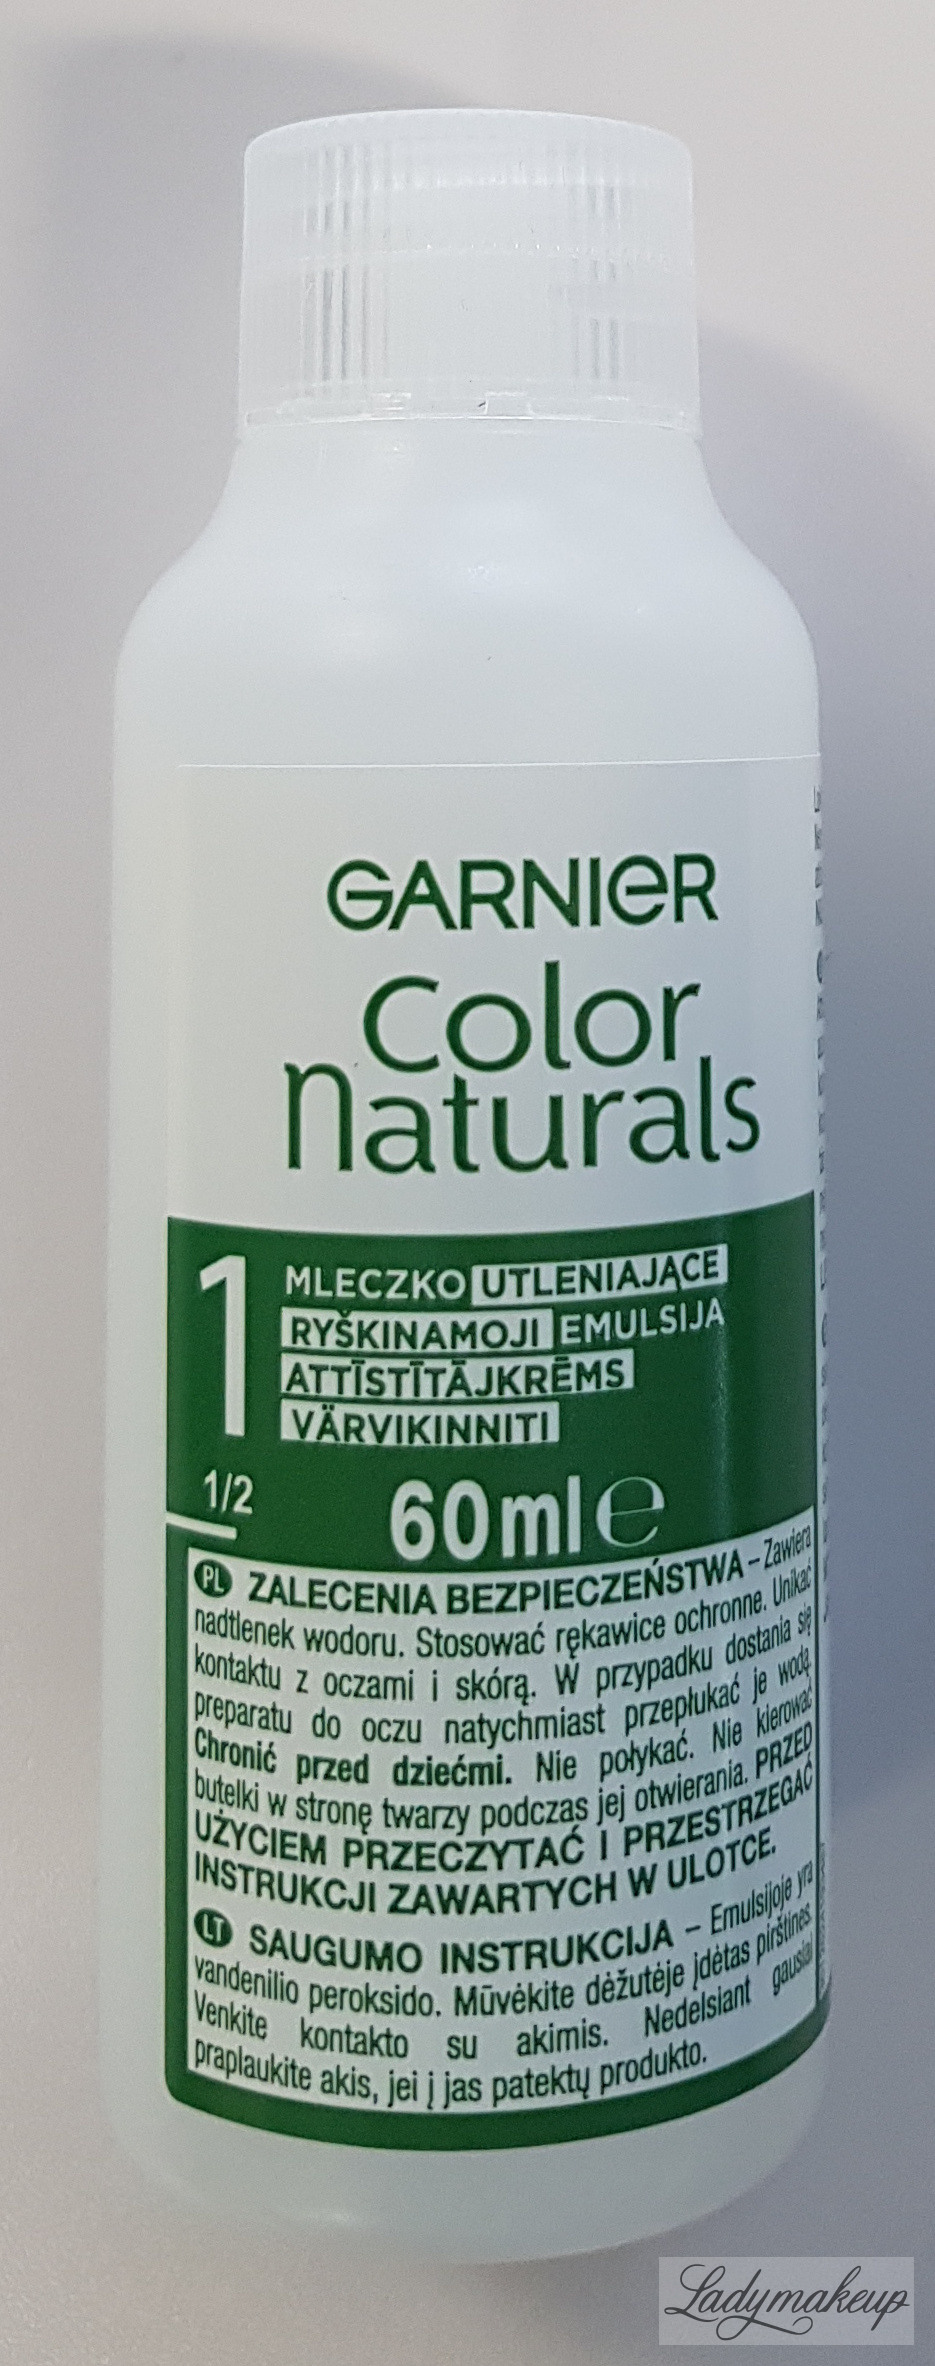 GARNIER
Color
naturals
1
MLECZKO UTLENIAJĄCE
RYŠKINAMOJI EMULSIJA
ATTĪSTĪTĀJKRĒMS
VÄRVIKINNITI
1/2
60ml e
PL ZALECENIA BEZPIECZEŃSTWA – Zawiera
nadtlenek wodoru. Stosować rękawice ochronne. Unikać
kontaktu z oczami i skórą. W przypadku dostania się
preparatu do oczu natychmiast przepłukać je wodą.
Chronić przed dziećmi. Nie połykać. Nie kierować
butelki w stronę twarzy podczas jej otwierania. PRZED
UŻYCIEM PRZECZYTAĆ I PRZESTRZEGAĆ
INSTRUKCJI ZAWARTYCH W ULOTCE.
LT SAUGUMO INSTRUKCIJA – Emulsijoje yra
vandenilio peroksido. Mūvėkite dėžutėje įdėtas pirštines.
Venkite kontakto su akimis. Nedelsiant gausiai
praplaukite akis, jei į jas patektų produkto.
Ladymakeup